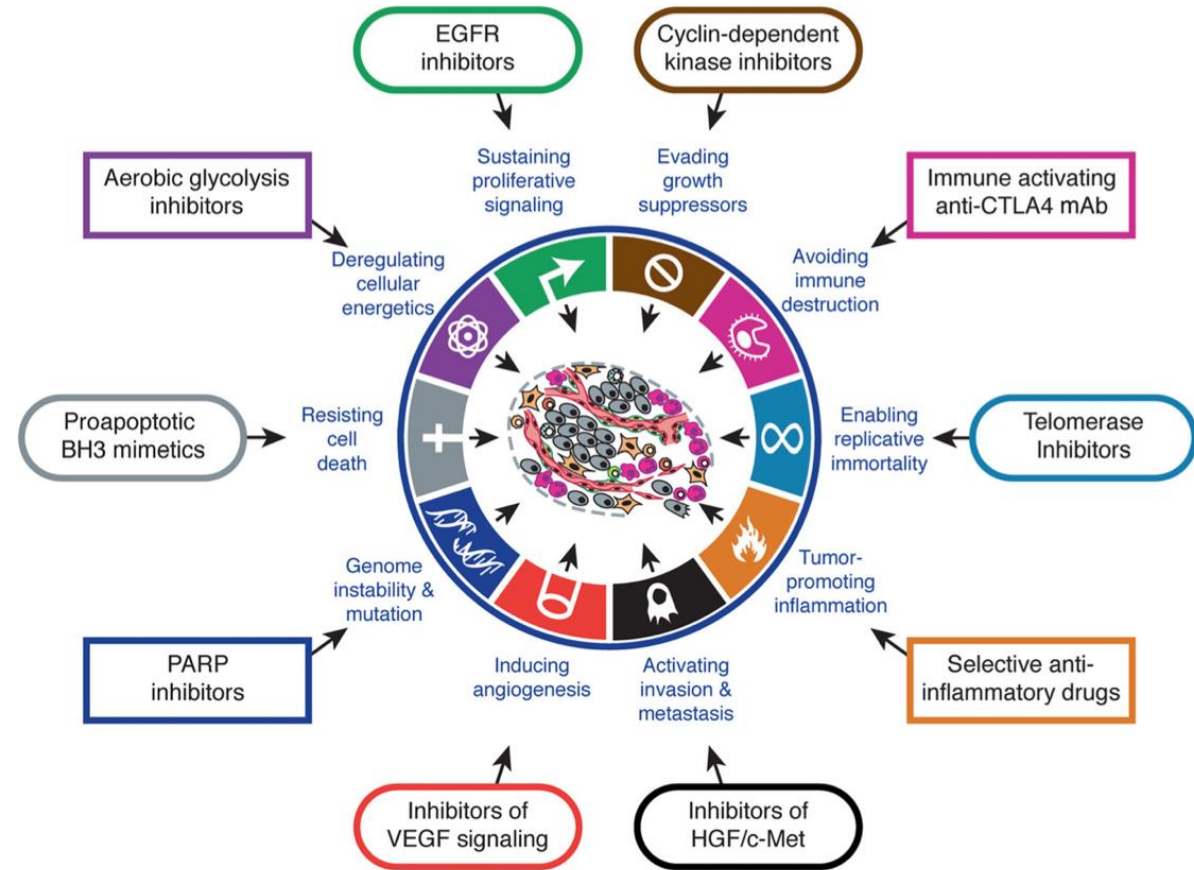 EGFR
inhibitors
Cyclin-dependent
kinase inhibitors
Aerobic glycolysis
inhibitors
Sustaining
proliferative
signaling
Evading
growth
suppressors
Immune activating
anti-CTLA4 mAb
Deregulating
cellular
energetics
Avoiding
immune
destruction
Proapoptotic
BH3 mimetics
Resisting
cell
death
Enabling
replicative
immortality
Telomerase
Inhibitors
Genome
instability &
mutation
Tumor-
promoting
inflammation
PARP
inhibitors
Inducing
angiogenesis
Activating
invasion &
metastasis
Selective anti-
inflammatory drugs
Inhibitors of
VEGF signaling
Inhibitors of
HGF/c-Met